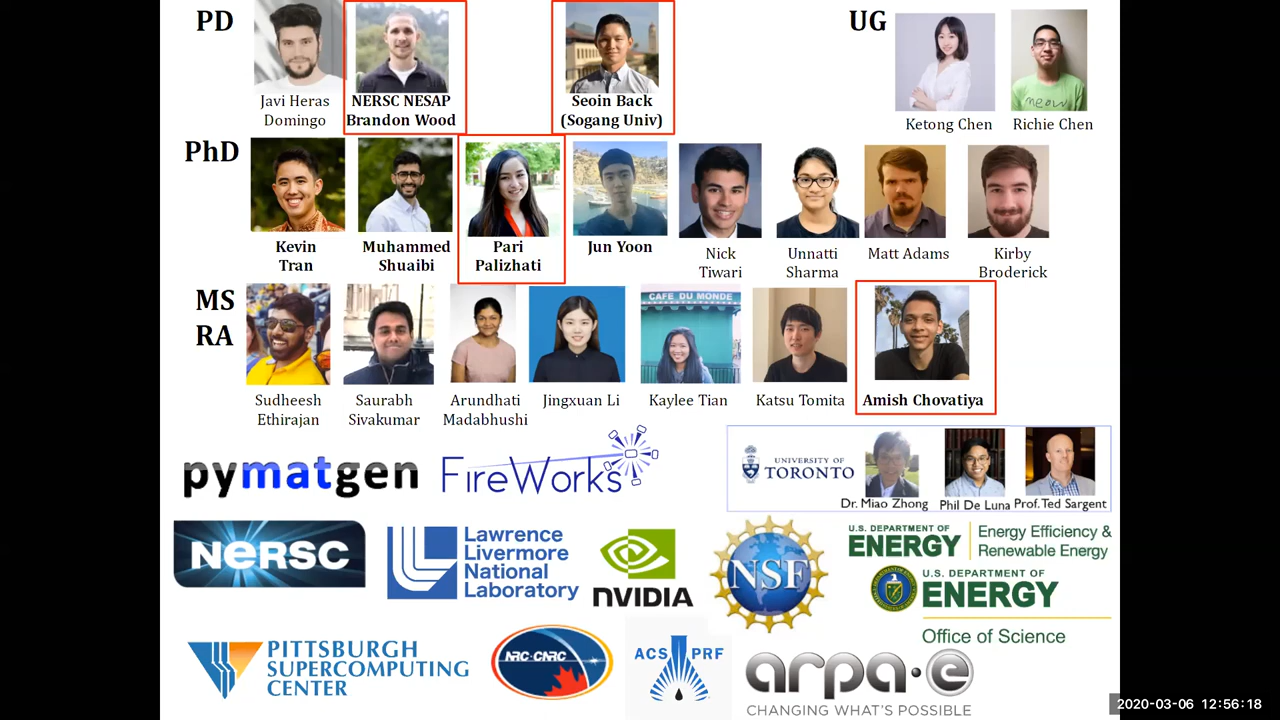 PD
UG
Javi Heras
Domingo
NERSC NESAP
Brandon Wood
Seoin Back
(Sogang Univ)
Ketong Chen
Richie Chen
meow
PhD
Kevin
Tran
Muhammed
Shuaibi
Pari
Palizhati
Jun Yoon
Nick
Tiwari
Unnatti
Sharma
Matt Adams
Kirby
Broderick
MS
RA
CAFE DU MONDE
Sudheesh
Ethirajan
Saurabh
Sivakumar
Arundhati
Madabhushi
Jingxuan Li
Kaylee Tian
Katsu Tomita
Amish Chovatiya
pymatgen
FireWorks
UNIVERSITY OF
TORONTO
Dr. Miao Zhong
Phil De Luna
Prof. Ted Sargent
NERSC
Lawrence
Livermore
National
Laboratory
NVIDIA
NSF
U.S. DEPARTMENT OF
ENERGY
Energy Efficiency &
Renewable Energy
U.S. DEPARTMENT OF
ENERGY
Office of Science
PITTSBURGH
SUPERCOMPUTING
CENTER
NRC·CNRC
ACS PRF
arpa·e
CHANGING WHAT'S POSSIBLE
2020-03-06 12:56:18